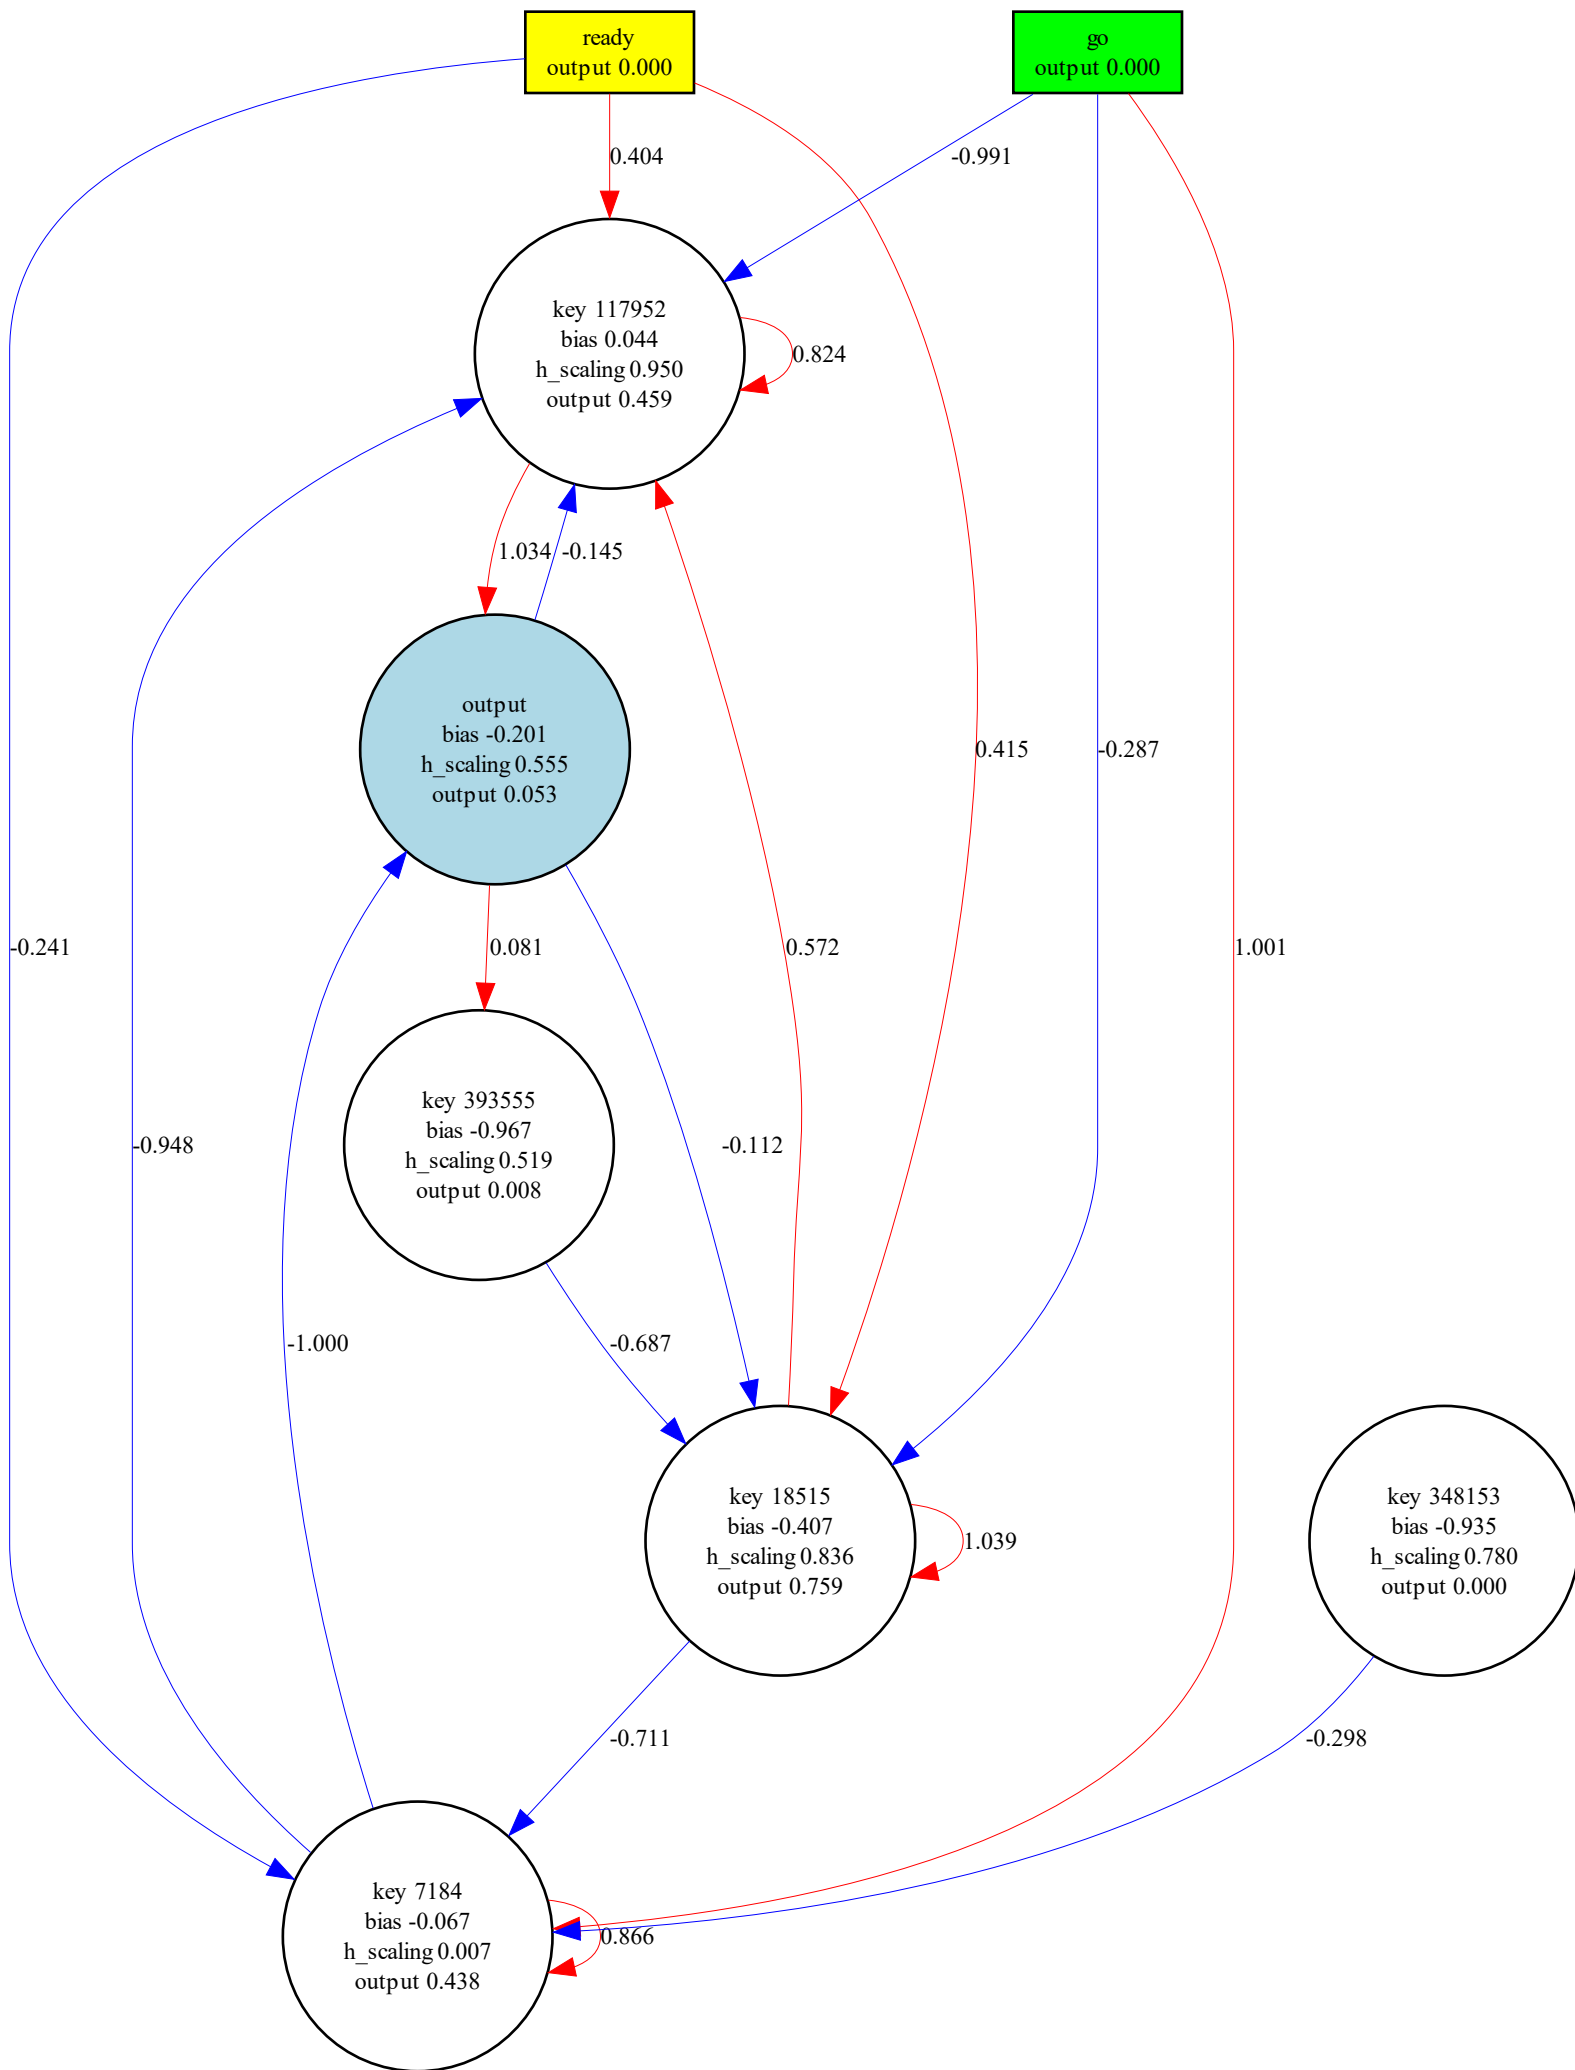 ready
output 0.000
go
output 0.000
0.404
-0.991
key 117952
bias 0.044
h_scaling 0.950
output 0.459
0.824
1.034
-0.145
output
bias -0.201
h_scaling 0.555
output 0.053
0.415
-0.287
-0.241
0.081
0.572
1.001
key 393555
bias -0.967
h_scaling 0.519
output 0.008
-0.948
-0.112
-1.000
-0.687
key 18515
bias -0.407
h_scaling 0.836
output 0.759
1.039
key 348153
bias -0.935
h_scaling 0.780
output 0.000
-0.711
-0.298
key 7184
bias -0.067
h_scaling 0.007
output 0.438
0.866